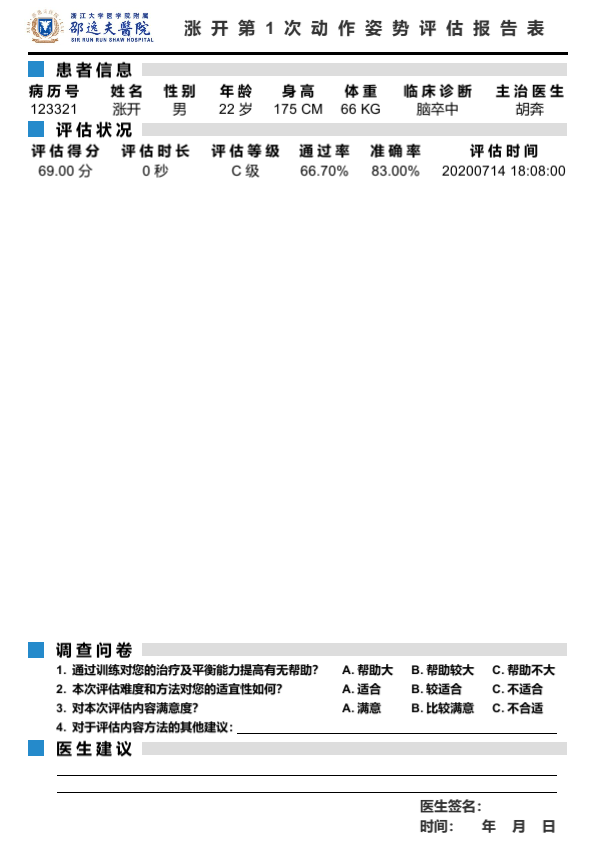 浙江大学医学院附属
邵逸夫醫院
SIR RUN RUN SHAW HOSPITAL
涨开第1次动作姿势评估报告表
患者信息
病历号 姓名 性别 年龄 身高 体重 临床诊断 主治医生
123321 涨开 男 22 岁 175 CM 66 KG 脑卒中 胡奔
评估状况
评估得分 评估时长 评估等级 通过率 准确率 评估时间
69.00 分 0 秒 C 级 66.70% 83.00% 20200714 18:08:00
调查问卷
1. 通过训练对您的治疗及平衡能力提高有无帮助? A. 帮助大 B. 帮助较大 C. 帮助不大
2. 本次评估难度和方法对您的适宜性如何? A. 适合 B. 较适合 C. 不适合
3. 对本次评估内容满意度? A. 满意 B. 比较满意 C. 不合适
4. 对于评估内容方法的其他建议:
医生建议
医生签名:
时间: 年 月 日